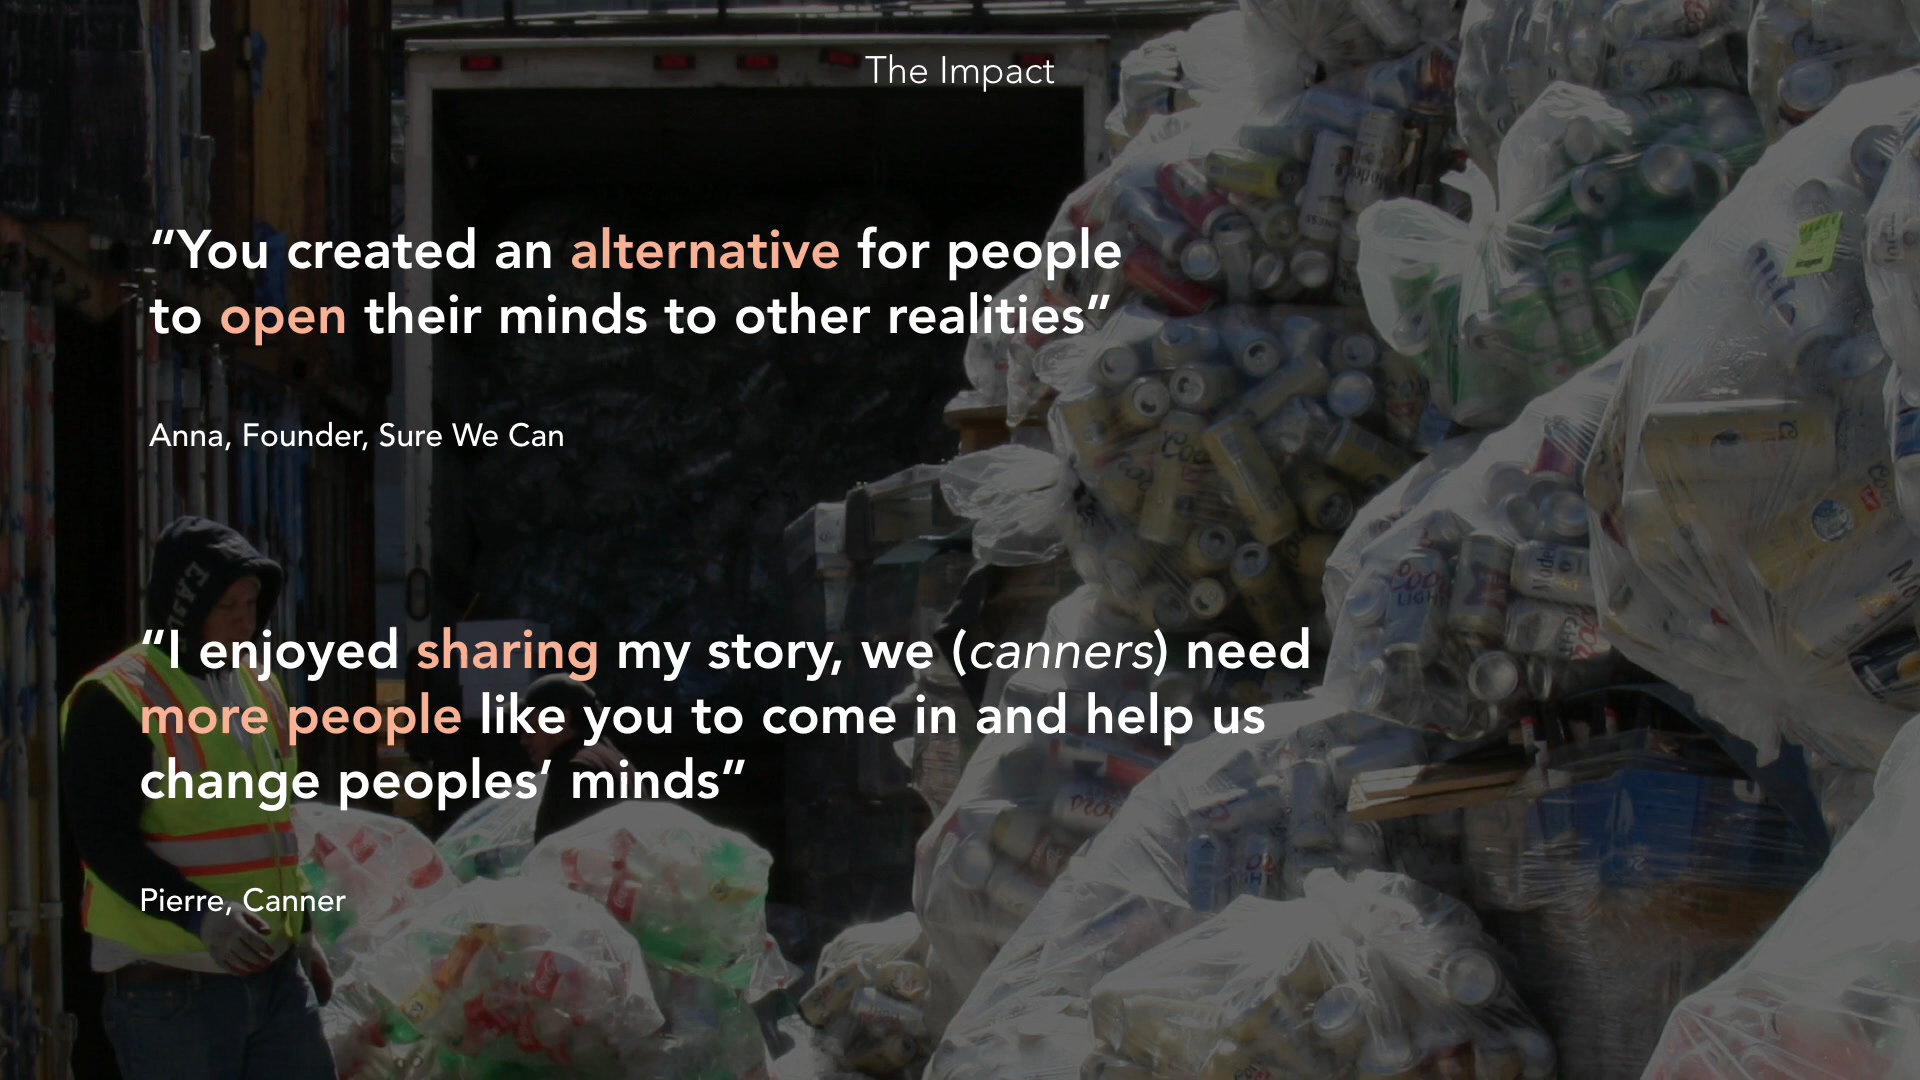 The Impact
“You created an alternative for people
to open their minds to other realities”
Anna, Founder, Sure We Can
“I enjoyed sharing my story, we (canners) need
more people like you to come in and help us
change peoples’ minds”
Pierre, Canner
Coors
LIGHT